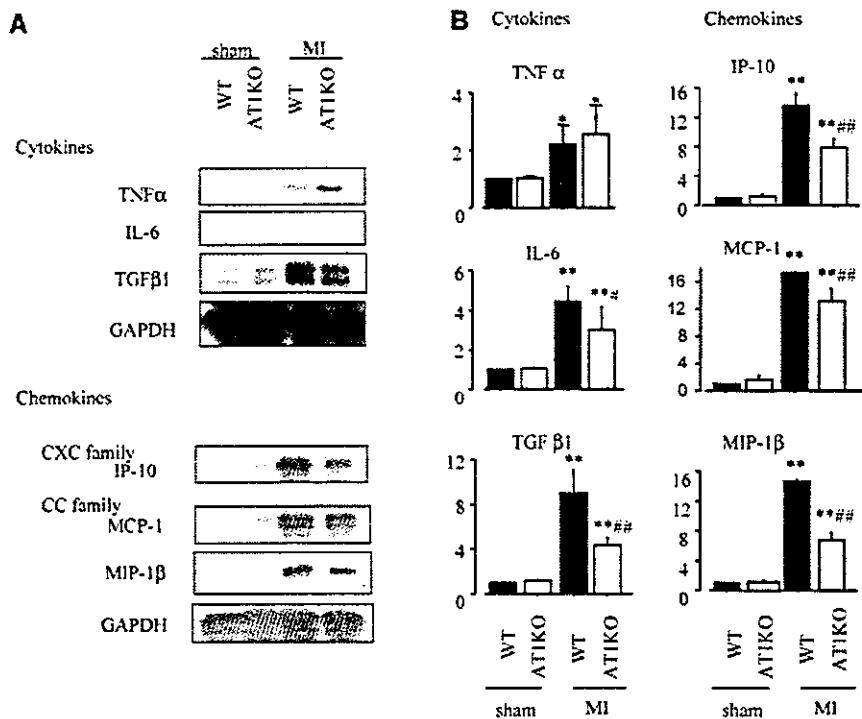 A
sham MI
WT AT1KO WT AT1KO
Cytokines
TNFα
IL-6
TGFβ1
GAPDH
Chemokines
CXC family
IP-10
CC family
MCP-1
MIP-1β
GAPDH
B
Cytokines Chemokines
TNF α
4
2
0
* *
IP-10
16
12
8
4
0
** **##
IL-6
6
4
2
0
** **#
MCP-1
16
12
8
4
0
** **##
TGF β1
12
8
4
0
** **##
MIP-1β
16
12
8
4
0
** **##
WT AT1KO WT AT1KO
sham MI
WT AT1KO WT AT1KO
sham MI